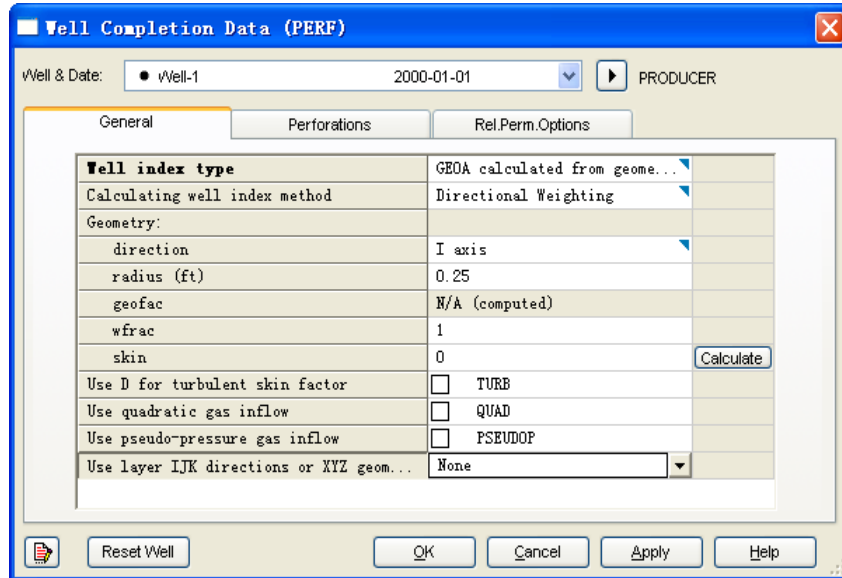 Well Completion Data (PERF)
Well & Date: Well-1 2000-01-01 PRODUCER
General Perforations Rel.Perm.Options
Well index type GEOA calculated from geome...
Calculating well index method Directional Weighting
Geometry:
direction I axis
radius (ft) 0.25
geofac N/A (computed)
wfrac 1
skin 0 Calculate
Use D for turbulent skin factor TURB
Use quadratic gas inflow QUAD
Use pseudo-pressure gas inflow PSEUDOP
Use layer IJK directions or XYZ geom... None
Reset Well OK Cancel Apply Help